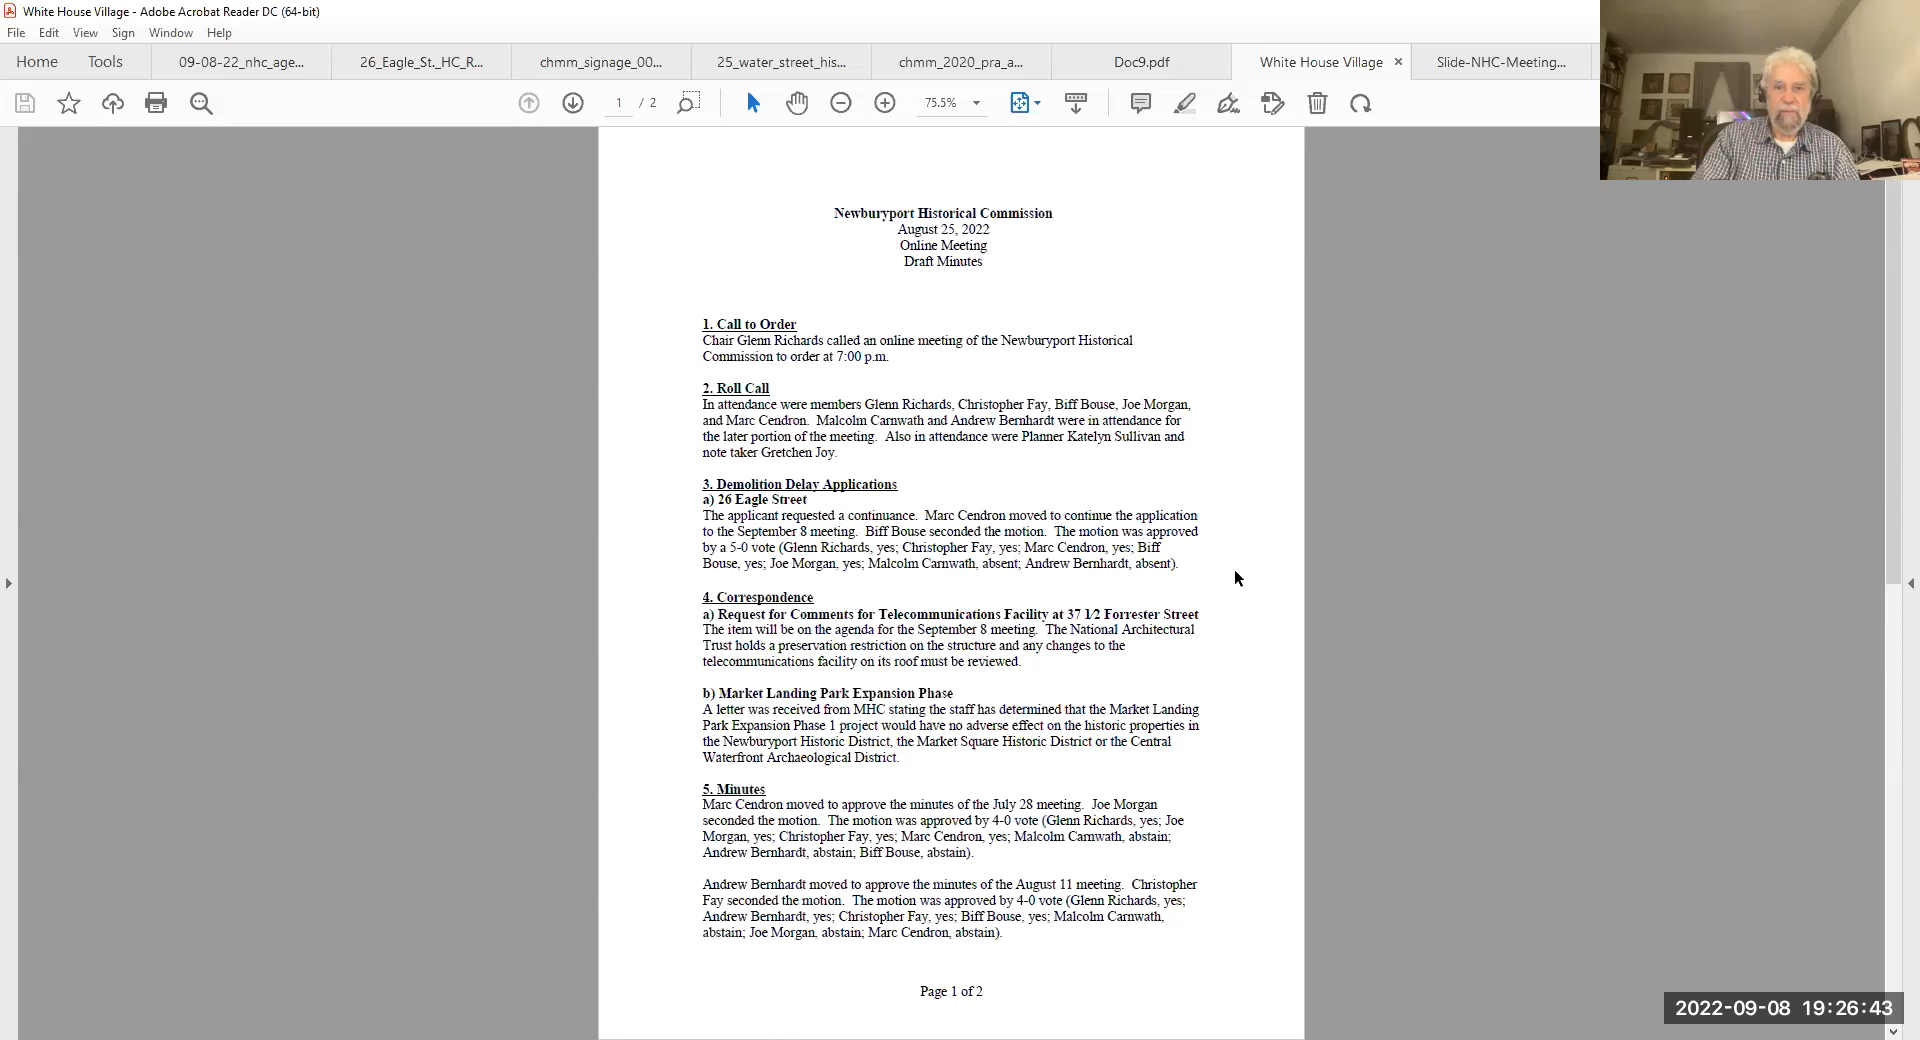 White House Village - Adobe Acrobat Reader DC (64-bit)
File Edit View Sign Window Help
Home Tools 09-08-22_nhc_age... 26_Eagle_St._HC_R... chmm_signage_00... 25_water_street_his... chmm_2020_pra_a... Doc9.pdf White House Village × Slide-NHC-Meeting...
1 / 2 75.5%
Newburyport Historical Commission
August 25, 2022
Online Meeting
Draft Minutes
1. Call to Order
Chair Glenn Richards called an online meeting of the Newburyport Historical
Commission to order at 7:00 p.m.
2. Roll Call
In attendance were members Glenn Richards, Christopher Fay, Biff Bouse, Joe Morgan,
and Marc Cendron. Malcolm Carnwath and Andrew Bernhardt were in attendance for
the later portion of the meeting. Also in attendance were Planner Katelyn Sullivan and
note taker Gretchen Joy.
3. Demolition Delay Applications
a) 26 Eagle Street
The applicant requested a continuance. Marc Cendron moved to continue the application
to the September 8 meeting. Biff Bouse seconded the motion. The motion was approved
by a 5-0 vote (Glenn Richards, yes; Christopher Fay, yes; Marc Cendron, yes; Biff
Bouse, yes; Joe Morgan, yes; Malcolm Carnwath, absent; Andrew Bernhardt, absent).
4. Correspondence
a) Request for Comments for Telecommunications Facility at 37 1/2 Forrester Street
The item will be on the agenda for the September 8 meeting. The National Architectural
Trust holds a preservation restriction on the structure and any changes to the
telecommunications facility on its roof must be reviewed.
b) Market Landing Park Expansion Phase
A letter was received from MHC stating the staff has determined that the Market Landing
Park Expansion Phase 1 project would have no adverse effect on the historic properties in
the Newburyport Historic District, the Market Square Historic District or the Central
Waterfront Archaeological District.
5. Minutes
Marc Cendron moved to approve the minutes of the July 28 meeting. Joe Morgan
seconded the motion. The motion was approved by 4-0 vote (Glenn Richards, yes; Joe
Morgan, yes; Christopher Fay, yes; Marc Cendron, yes; Malcolm Carnwath, abstain;
Andrew Bernhardt, abstain; Biff Bouse, abstain).
Andrew Bernhardt moved to approve the minutes of the August 11 meeting. Christopher
Fay seconded the motion. The motion was approved by 4-0 vote (Glenn Richards, yes;
Andrew Bernhardt, yes; Christopher Fay, yes; Biff Bouse, yes; Malcolm Carnwath,
abstain; Joe Morgan, abstain; Marc Cendron, abstain).
Page 1 of 2
2022-09-08 19:26:43